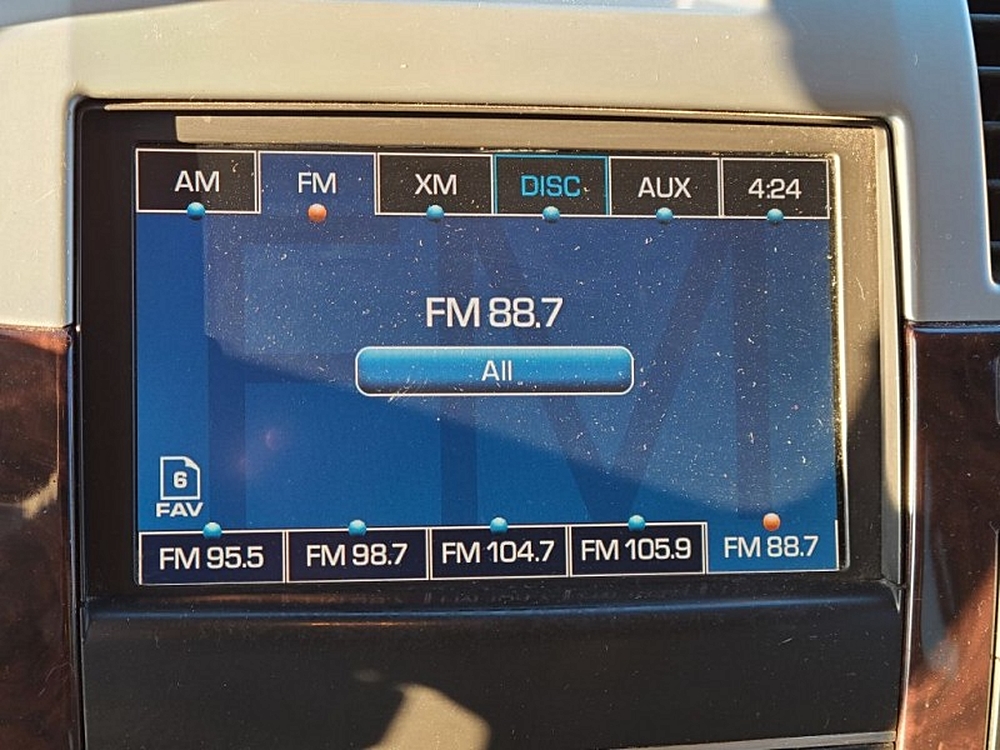 AM FM XM DISC AUX 4:24
FM 88.7
All
6
FAV
FM 95.5 FM 98.7 FM 104.7 FM 105.9 FM 88.7